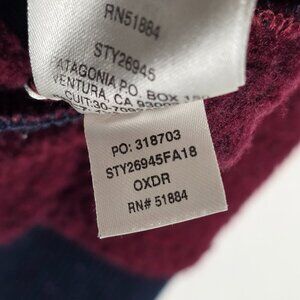 RN51884
STY26945
PATAGONIA P.O. BOX
VENTURA, CA
PO: 318703
STY26945FA18
OXDR
RN# 51884